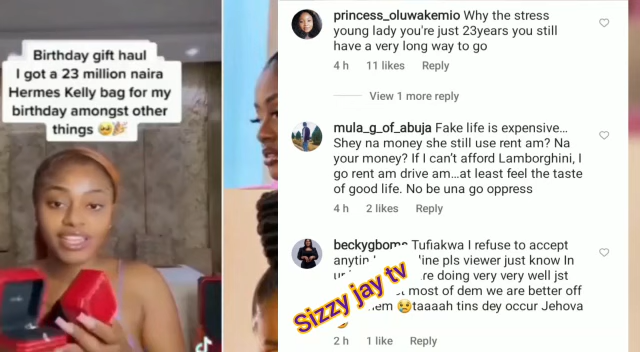 Birthday gift haul
I got a 23 million naira
Hermes Kelly bag for my
birthday amongst other
things 🥹🎉
princess_oluwakemio Why the stress
young lady you're just 23years you still
have a very long way to go
4 h 11 likes Reply
View 1 more reply
mula_g_of_abuja Fake life is expensive...
Shey na money she still use rent am? Na
your money? If I can't afford Lamborghini, I
go rent am drive am...at least feel the taste
of good life. No be una go oppress
4 h 2 likes Reply
Tufiakwa I refuse to accept
pls viewer just know In
doing very very well jst
most of dem we are better off
😢taaaah tins dey occur Jehova
2 h 1 like Reply
Sizzy jay tv